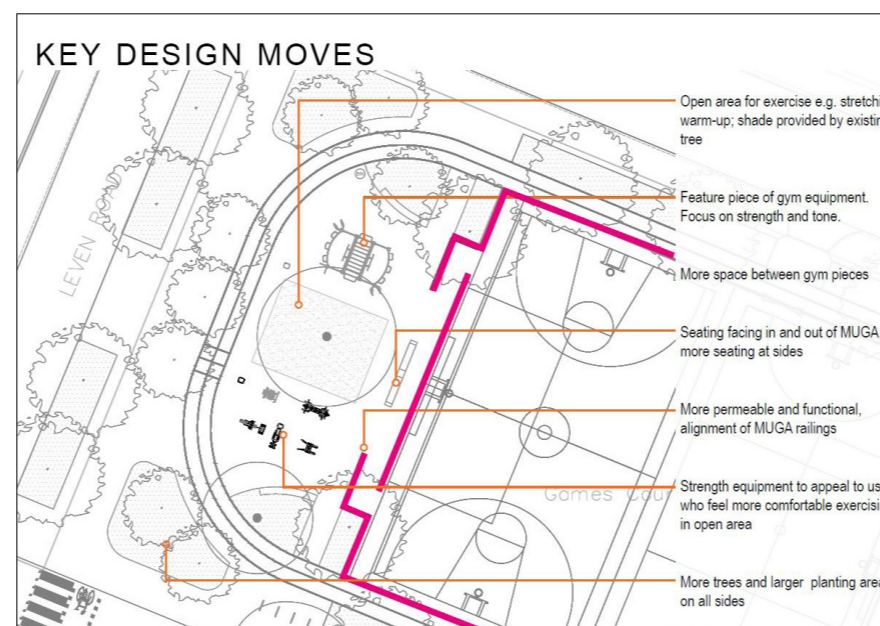 KEY DESIGN MOVES
Open area for exercise e.g. stretchi
warm-up; shade provided by existin
tree
LEVEN ROAD
Feature piece of gym equipment.
Focus on strength and tone.
More space between gym pieces
Seating facing in and out of MUGA
more seating at sides
More permeable and functional,
alignment of MUGA railings
Strength equipment to appeal to us
who feel more comfortable exercisi
in open area
Games Cour
More trees and larger planting area
on all sides